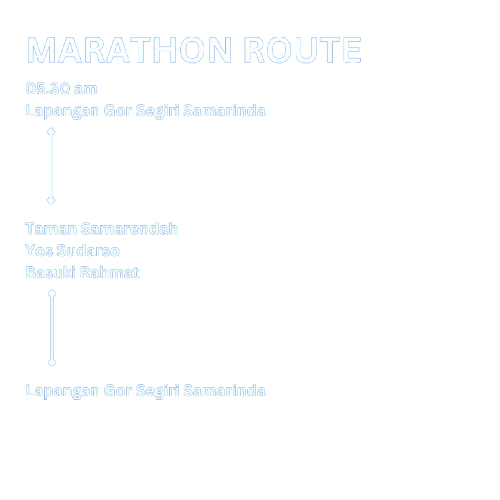 MARATHON ROUTE
05.30 am
Lapangan Gor Segiri Samarinda
Taman Samarendah
Yos Sudarso
Basuki Rahmat
Lapangan Gor Segiri Samarinda